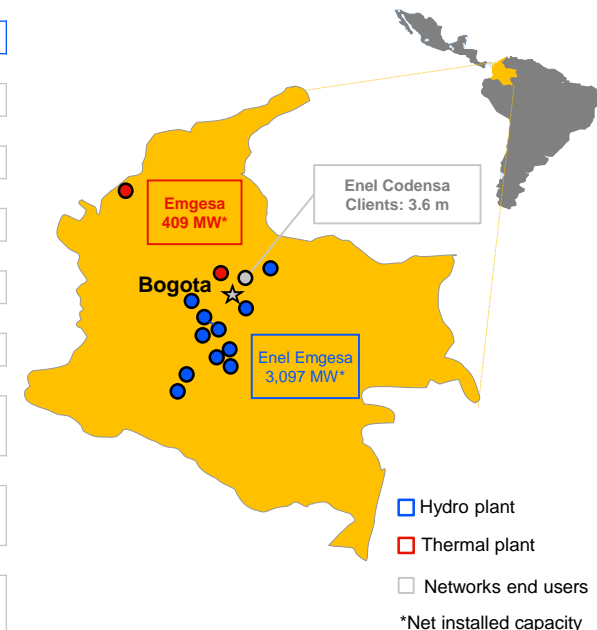 Enel Codensa
Clients: 3.6 m
Emgesa
409 MW*
Bogota
Enel Emgesa
3,097 MW*
Hydro plant
Thermal plant
Networks end users
*Net installed capacity